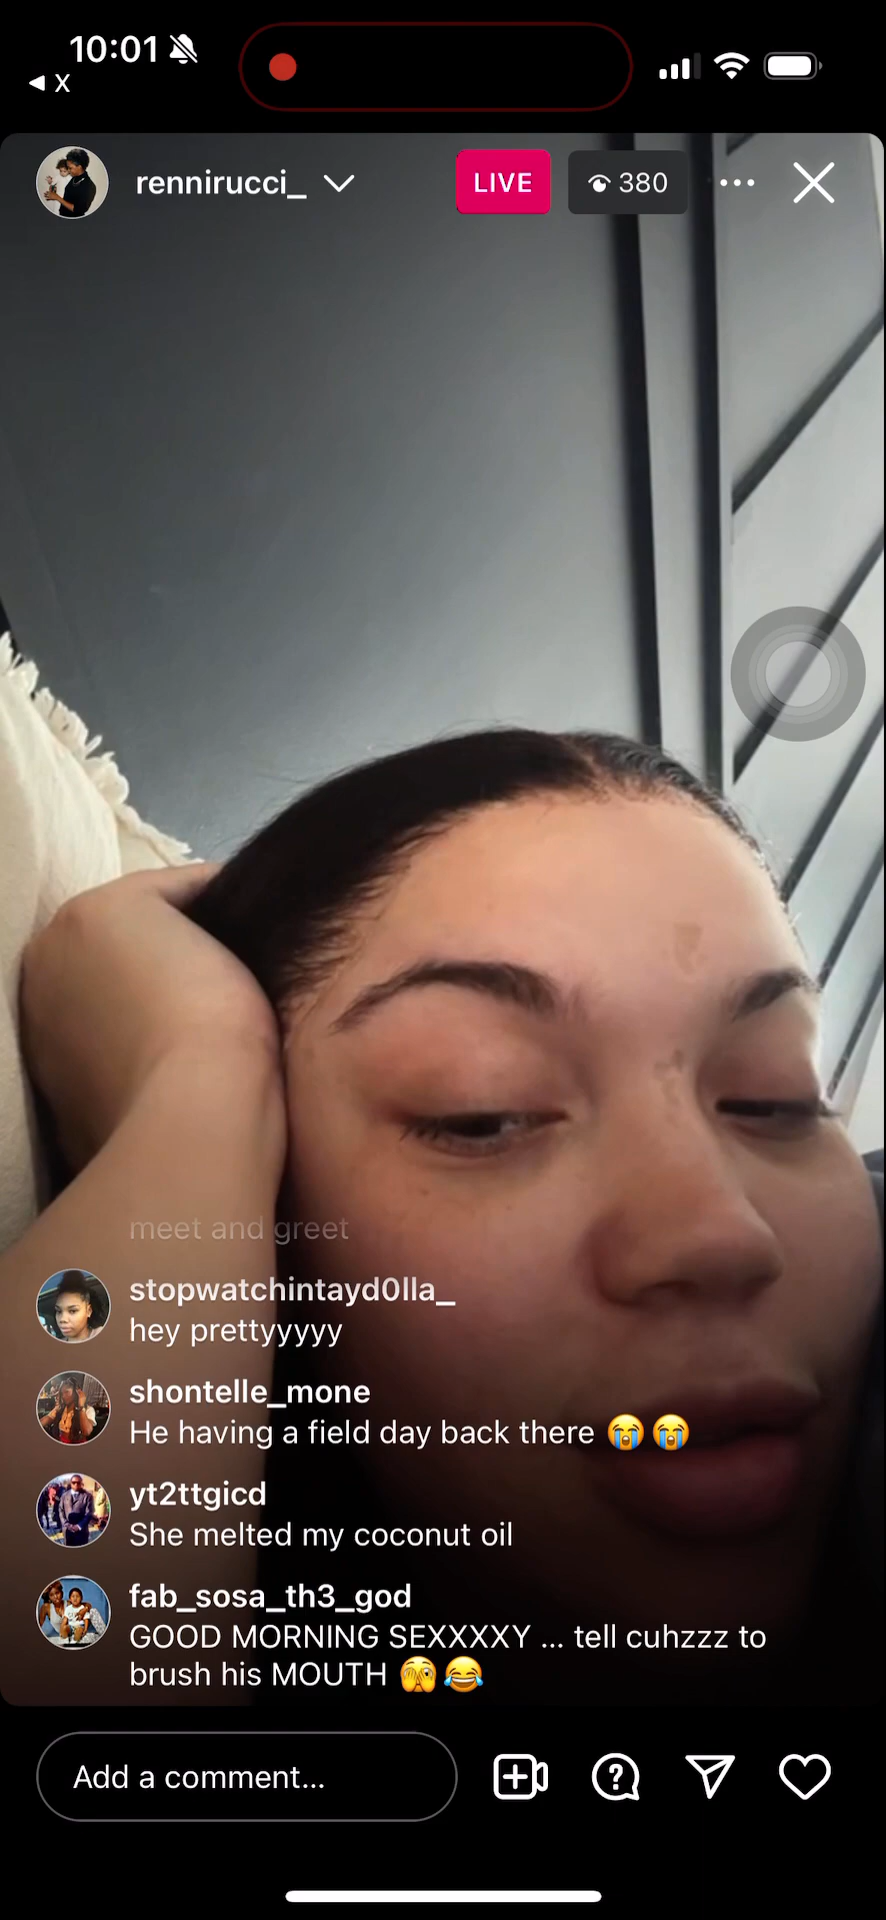 10:01
X
rennirucci_
LIVE
380
meet and greet
stopwatchintayd0lla_
hey prettyyyyy
shontelle_mone
He having a field day back there 😭😭
yt2ttgicd
She melted my coconut oil
fab_sosa_th3_god
GOOD MORNING SEXXXXY ... tell cuhzzz to
brush his MOUTH 🫣😂
Add a comment...